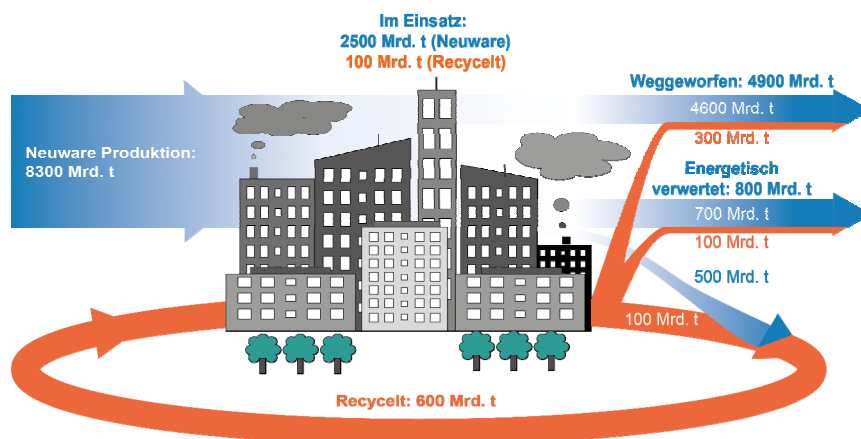 Im Einsatz:
2500 Mrd. t (Neuware)
100 Mrd. t (Recycelt)
Weggeworfen: 4900 Mrd. t
4600 Mrd. t
300 Mrd. t
Neuware Produktion:
8300 Mrd. t
Energetisch
verwertet: 800 Mrd. t
700 Mrd. t
100 Mrd. t
500 Mrd. t
100 Mrd. t
Recycelt: 600 Mrd. t